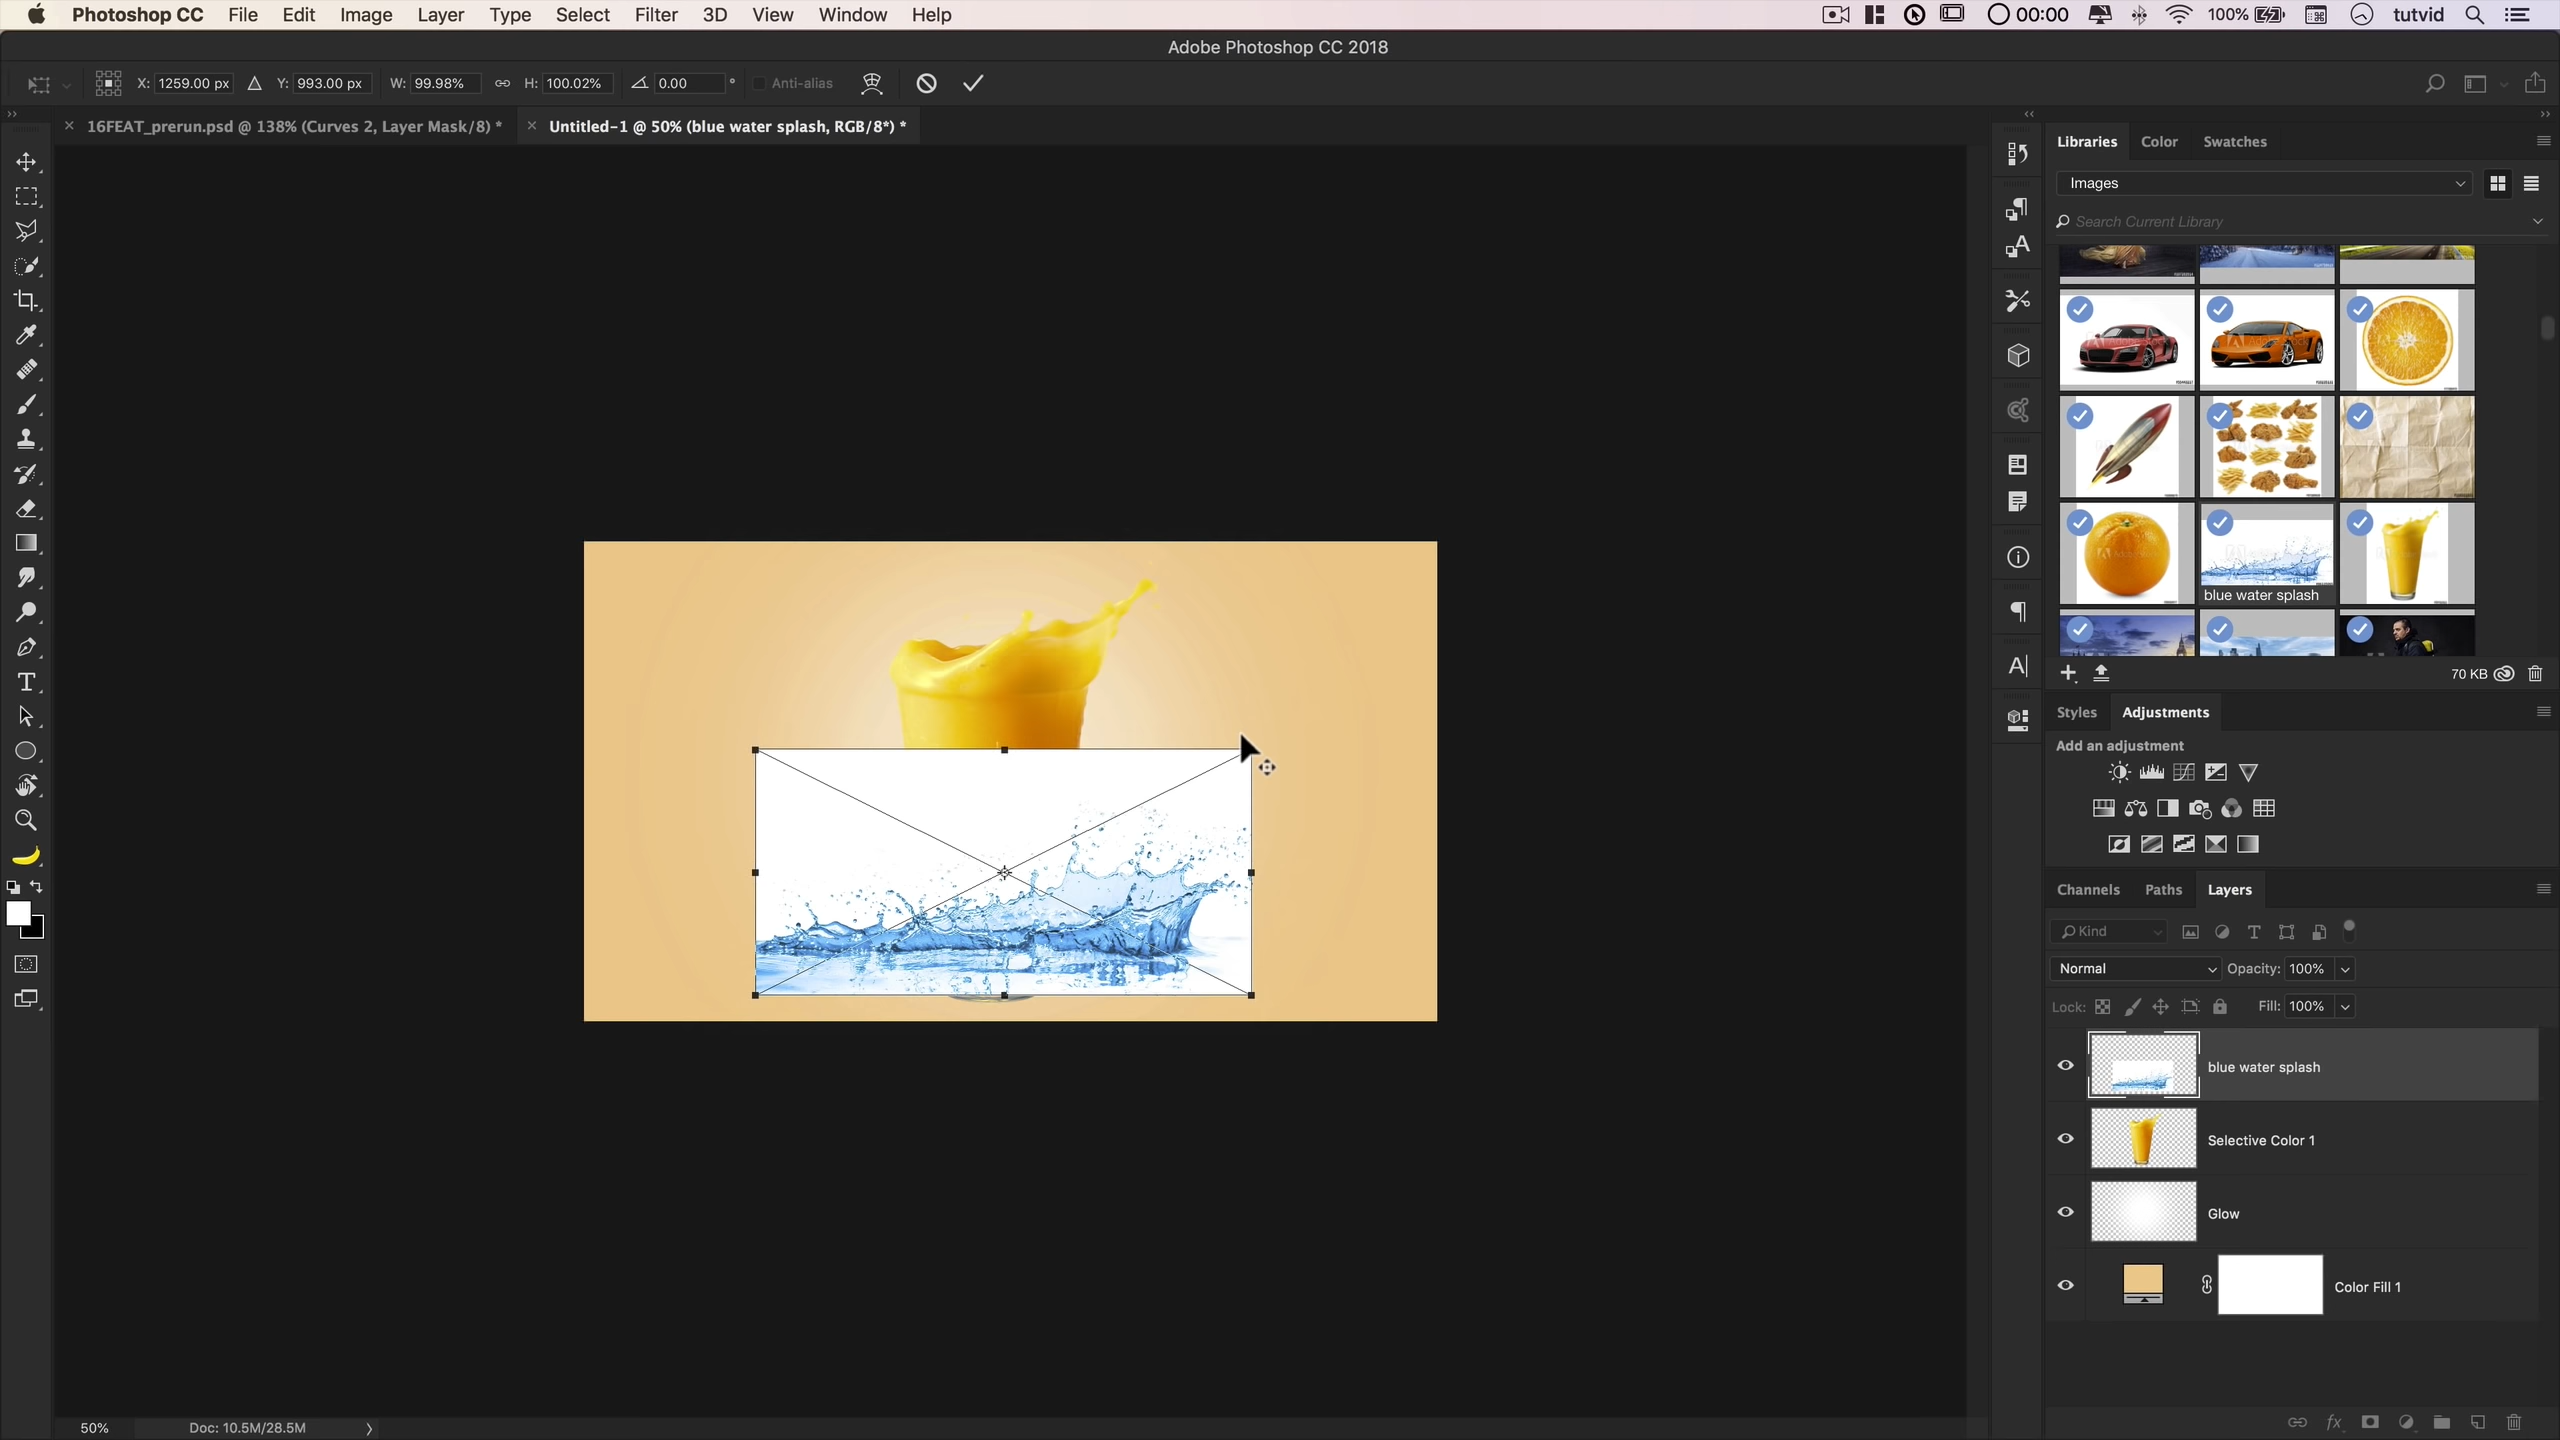 Photoshop CC File Edit Image Layer Type Select Filter 3D View Window Help 00:00 100% tutvid
Adobe Photoshop CC 2018
X: 1259.00 px Y: 993.00 px W: 99.98% H: 100.02% 0.00 ° Anti-alias
16FEAT_prerun.psd @ 138% (Curves 2, Layer Mask/8) *
Untitled-1 @ 50% (blue water splash, RGB/8*) *
Libraries Color Swatches
Images
Search Current Library
blue water splash
70 KB
Styles Adjustments
Add an adjustment
Channels Paths Layers
Kind
Normal Opacity: 100%
Lock: Fill: 100%
blue water splash
Selective Color 1
Glow
Color Fill 1
50% Doc: 10.5M/28.5M